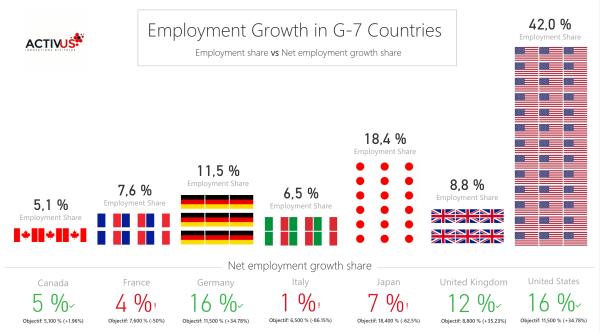 ACTIVUS
Employment Growth in G-7 Countries
Employment share vs Net employment growth share
42,0 %
Employment Share
18,4 %
Employment Share
11,5 %
Employment Share
8,8 %
Employment Share
7,6 %
Employment Share
6,5 %
Employment Share
5,1 %
Employment Share
Net employment growth share
Canada France Germany Italy Japan United Kingdom United States
5 %✓ 4 %! 16 %✓ 1 %! 7 %! 12 %✓ 16 %✓
Objectif: 5,100 % (+1.96%) Objectif: 7,600 % (-50%) Objectif: 11,500 % (+34.78%) Objectif: 6,500 % (-86.15%) Objectif: 18,400 % (-62.5%) Objectif: 8,800 % (+35.23%) Objectif: 11,500 % (+34.78%)